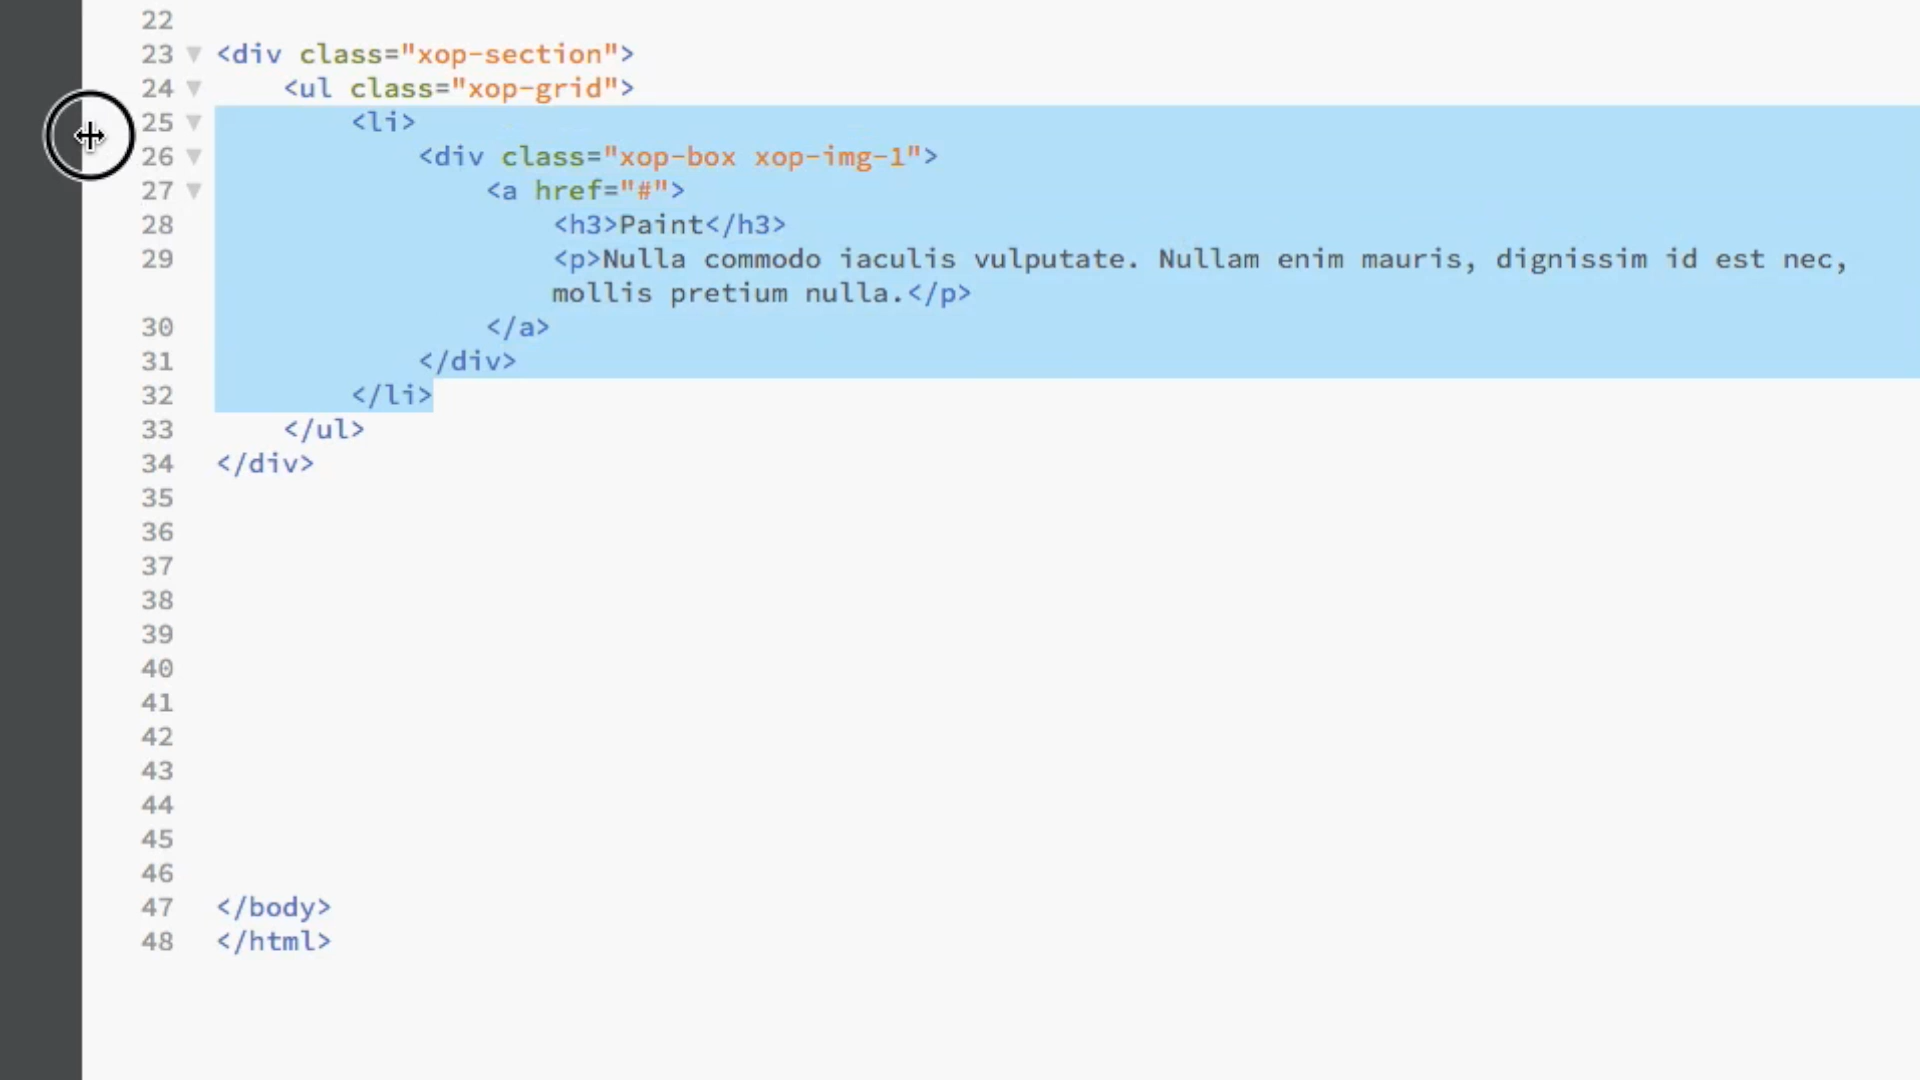 22
23 <div class="xop-section">
24 <ul class="xop-grid">
25 <li>
26 <div class="xop-box xop-img-1">
27 <a href="#">
28 <h3>Paint</h3>
29 <p>Nulla commodo iaculis vulputate. Nullam enim mauris, dignissim id est nec,
mollis pretium nulla.</p>
30 </a>
31 </div>
32 </li>
33 </ul>
34 </div>
35
36
37
38
39
40
41
42
43
44
45
46
47 </body>
48 </html>